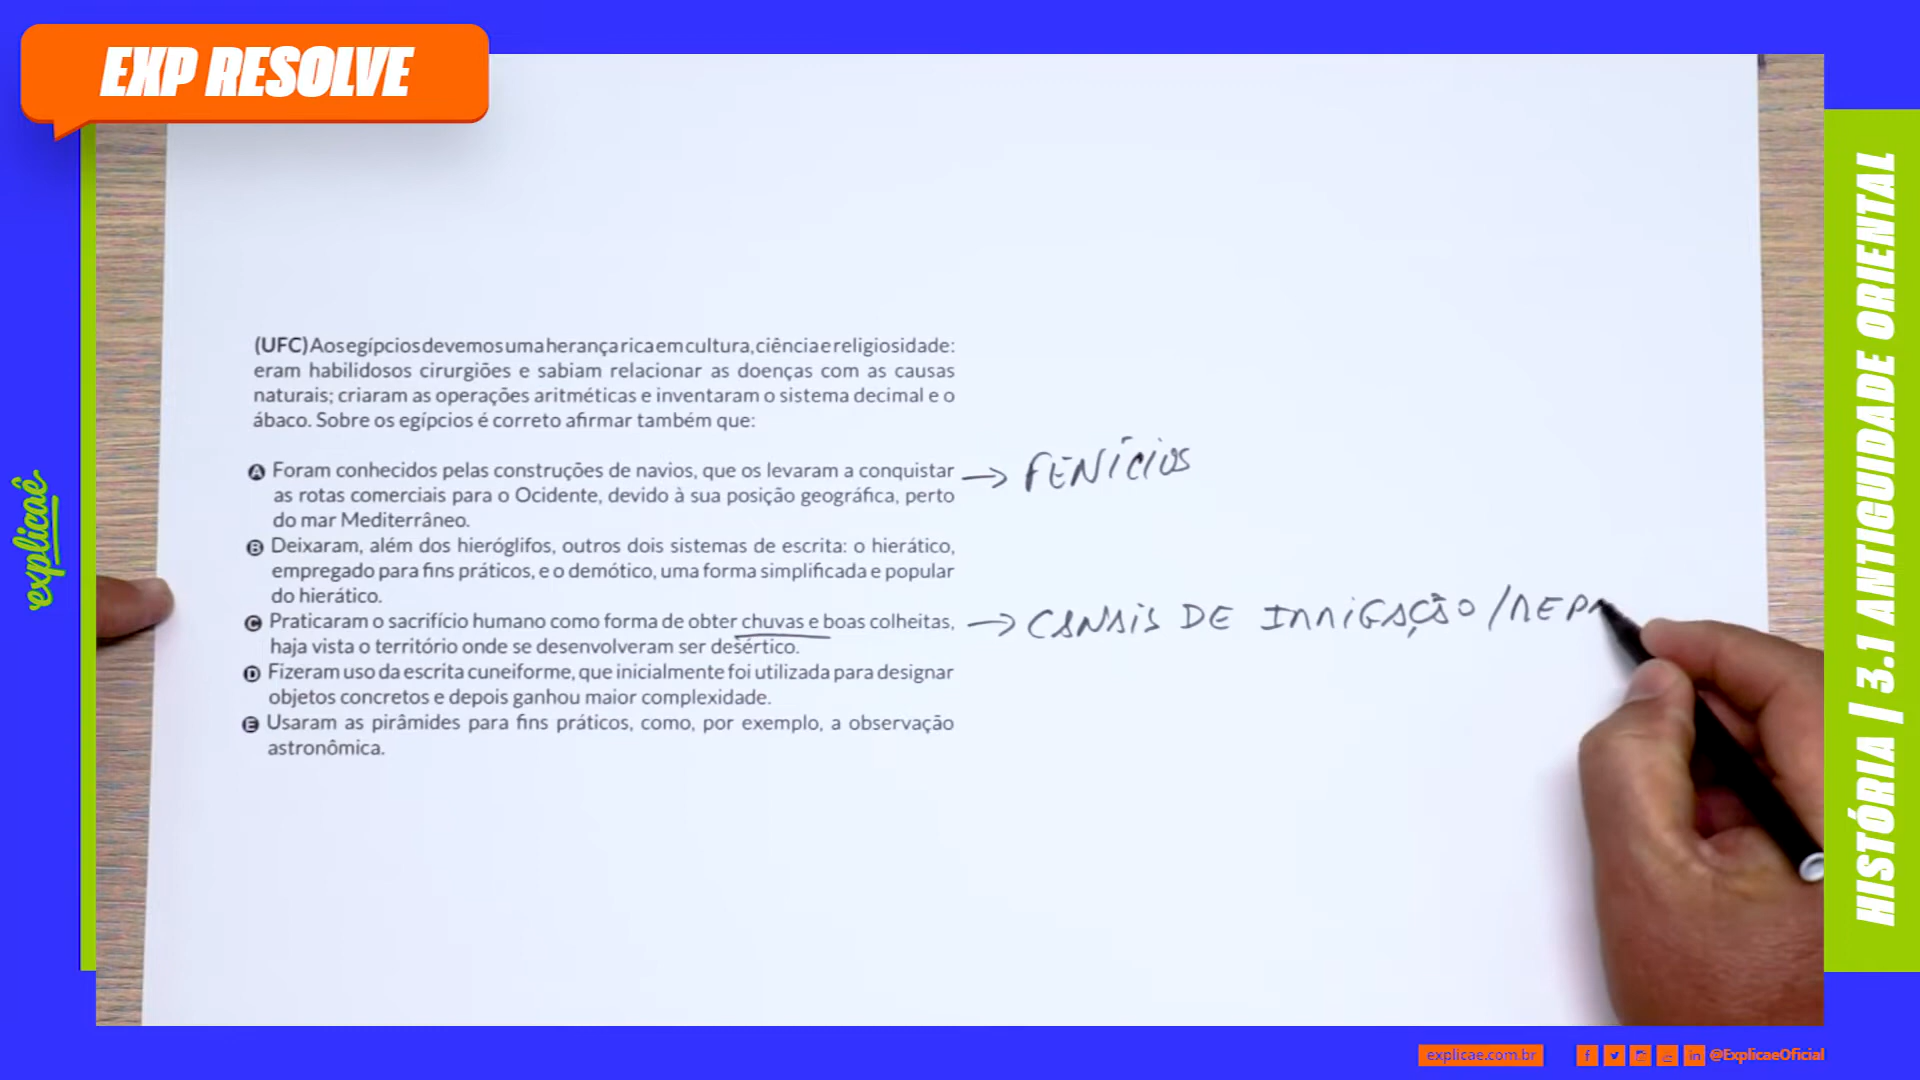 EXP RESOLVE
(UFC) Aos egípcios devemos uma herança rica em cultura, ciência e religiosidade:
eram habilidosos cirurgiões e sabiam relacionar as doenças com as causas
naturais; criaram as operações aritméticas e inventaram o sistema decimal e o
ábaco. Sobre os egípcios é correto afirmar também que:
A Foram conhecidos pelas construções de navios, que os levaram a conquistar
as rotas comerciais para o Ocidente, devido à sua posição geográfica, perto
do mar Mediterrâneo.
→ FENÍCIOS
B Deixaram, além dos hieróglifos, outros dois sistemas de escrita: o hierático,
empregado para fins práticos, e o demótico, uma forma simplificada e popular
do hierático.
C Praticaram o sacrifício humano como forma de obter chuvas e boas colheitas,
haja vista o território onde se desenvolveram ser desértico.
→ CANAIS DE IRRIGAÇÃO /
D Fizeram uso da escrita cuneiforme, que inicialmente foi utilizada para designar
objetos concretos e depois ganhou maior complexidade.
E Usaram as pirâmides para fins práticos, como, por exemplo, a observação
astronômica.
explicaê
HISTÓRIA | 3.1 ANTIGUIDADE ORIENTAL
explicae.com.br
@ExplicaeOficial